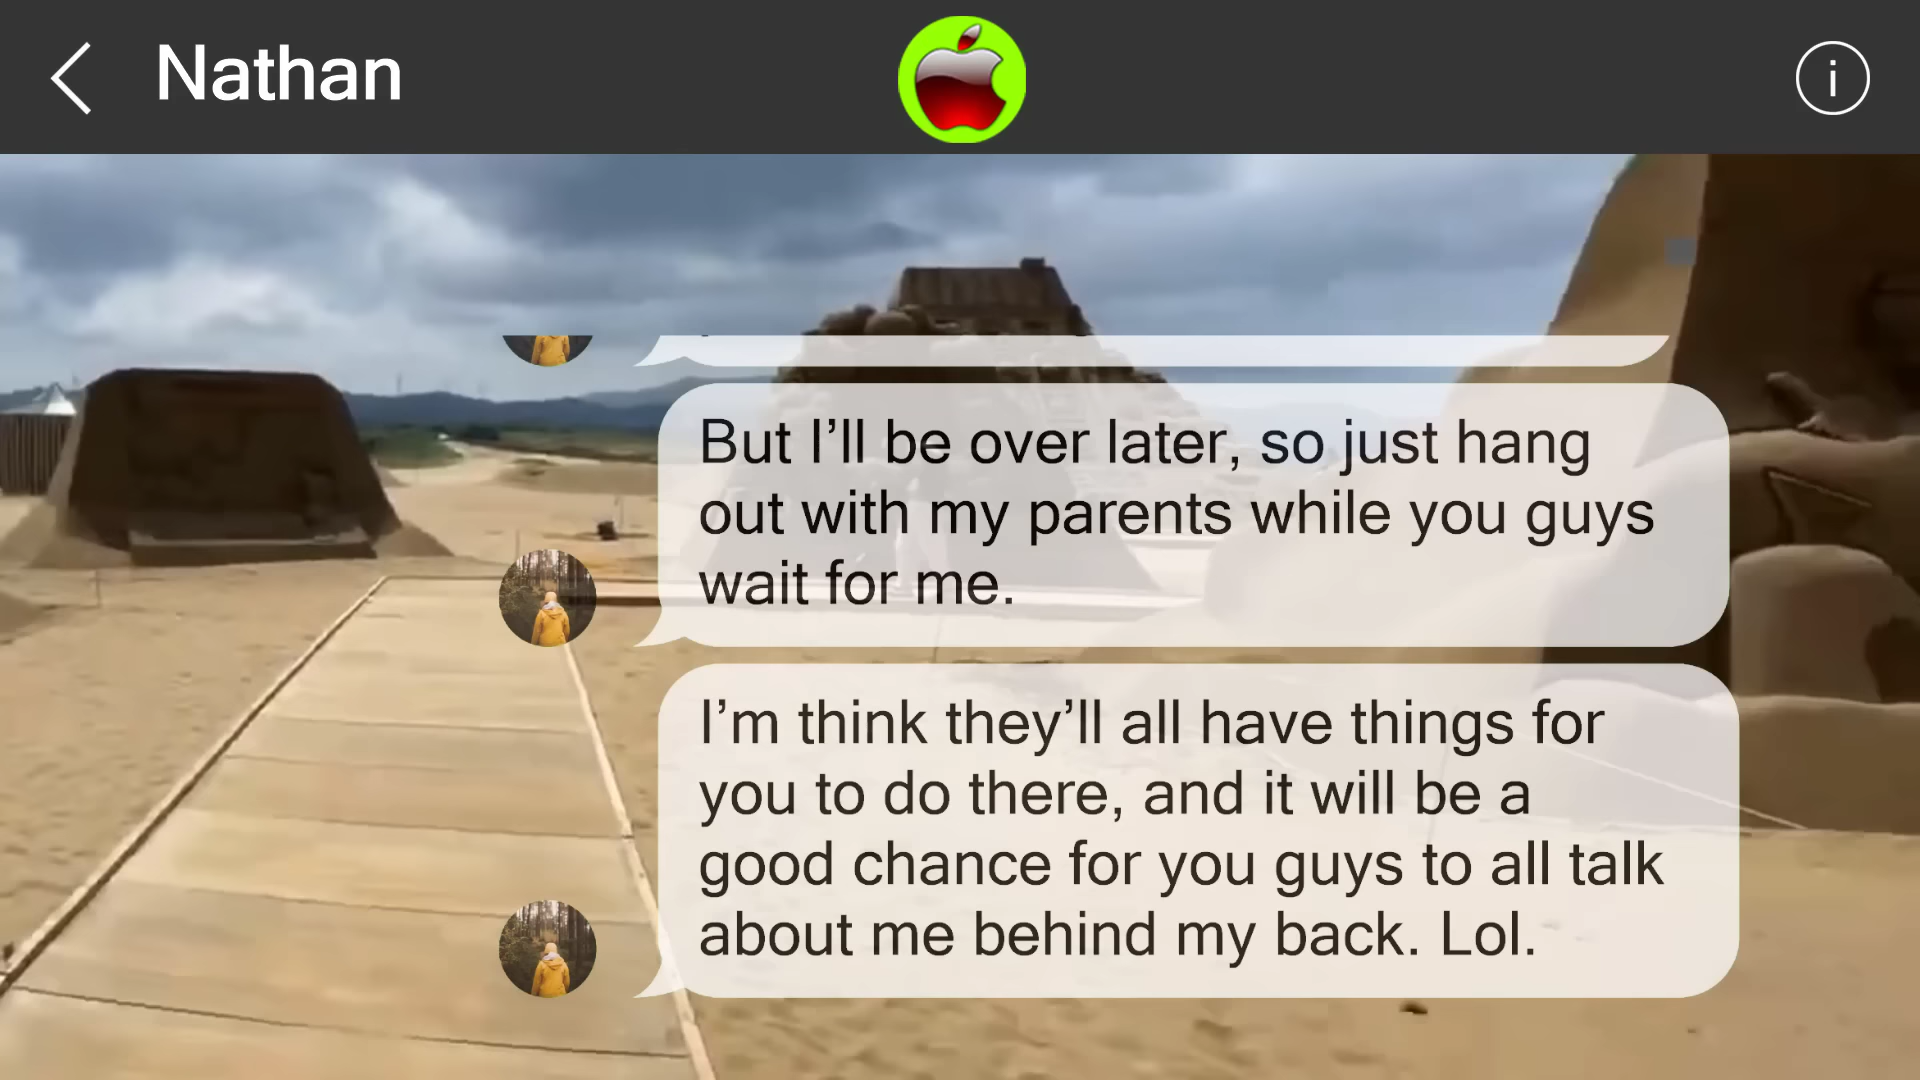 Nathan
i
But I’ll be over later, so just hang
out with my parents while you guys
wait for me.
I’m think they’ll all have things for
you to do there, and it will be a
good chance for you guys to all talk
about me behind my back. Lol.